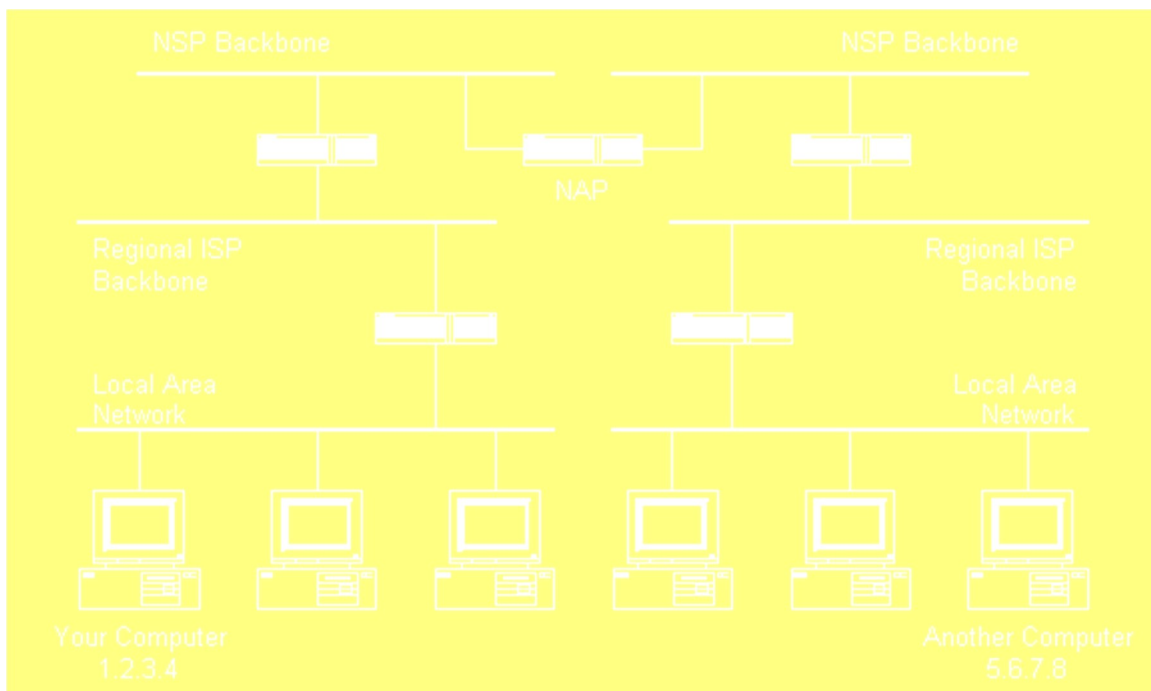 NSP Backbone
NSP Backbone
NAP
Regional ISP
Backbone
Regional ISP
Backbone
Local Area
Network
Local Area
Network
Your Computer
1.2.3.4
Another Computer
5.6.7.8